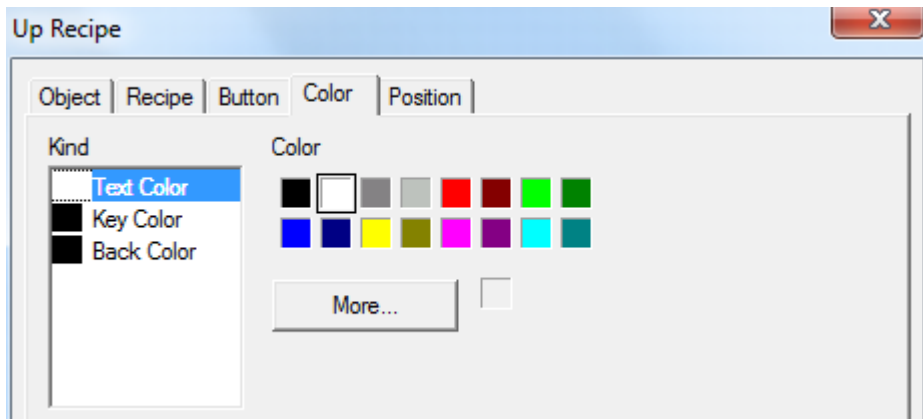 Up Recipe
Object Recipe Button Color Position
Kind Color
Text Color
Key Color
Back Color
More...